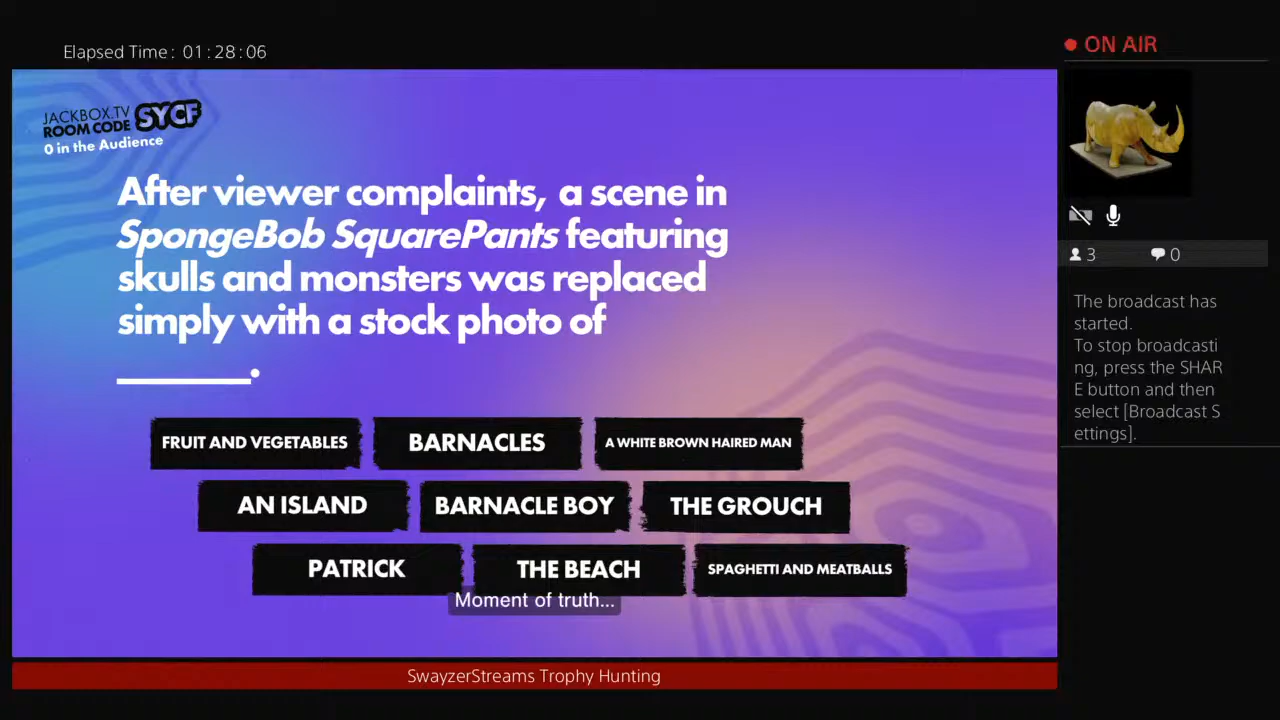 Elapsed Time: 01:28:06
ON AIR
JACKBOX.TV
ROOM CODE SYCF
0 in the Audience
After viewer complaints, a scene in
SpongeBob SquarePants featuring
skulls and monsters was replaced
simply with a stock photo of
________.
FRUIT AND VEGETABLES
BARNACLES
A WHITE BROWN HAIRED MAN
AN ISLAND
BARNACLE BOY
THE GROUCH
PATRICK
THE BEACH
SPAGHETTI AND MEATBALLS
Moment of truth...
SwayzerStreams Trophy Hunting
3
0
The broadcast has
started.
To stop broadcasti
ng, press the SHAR
E button and then
select [Broadcast S
ettings].